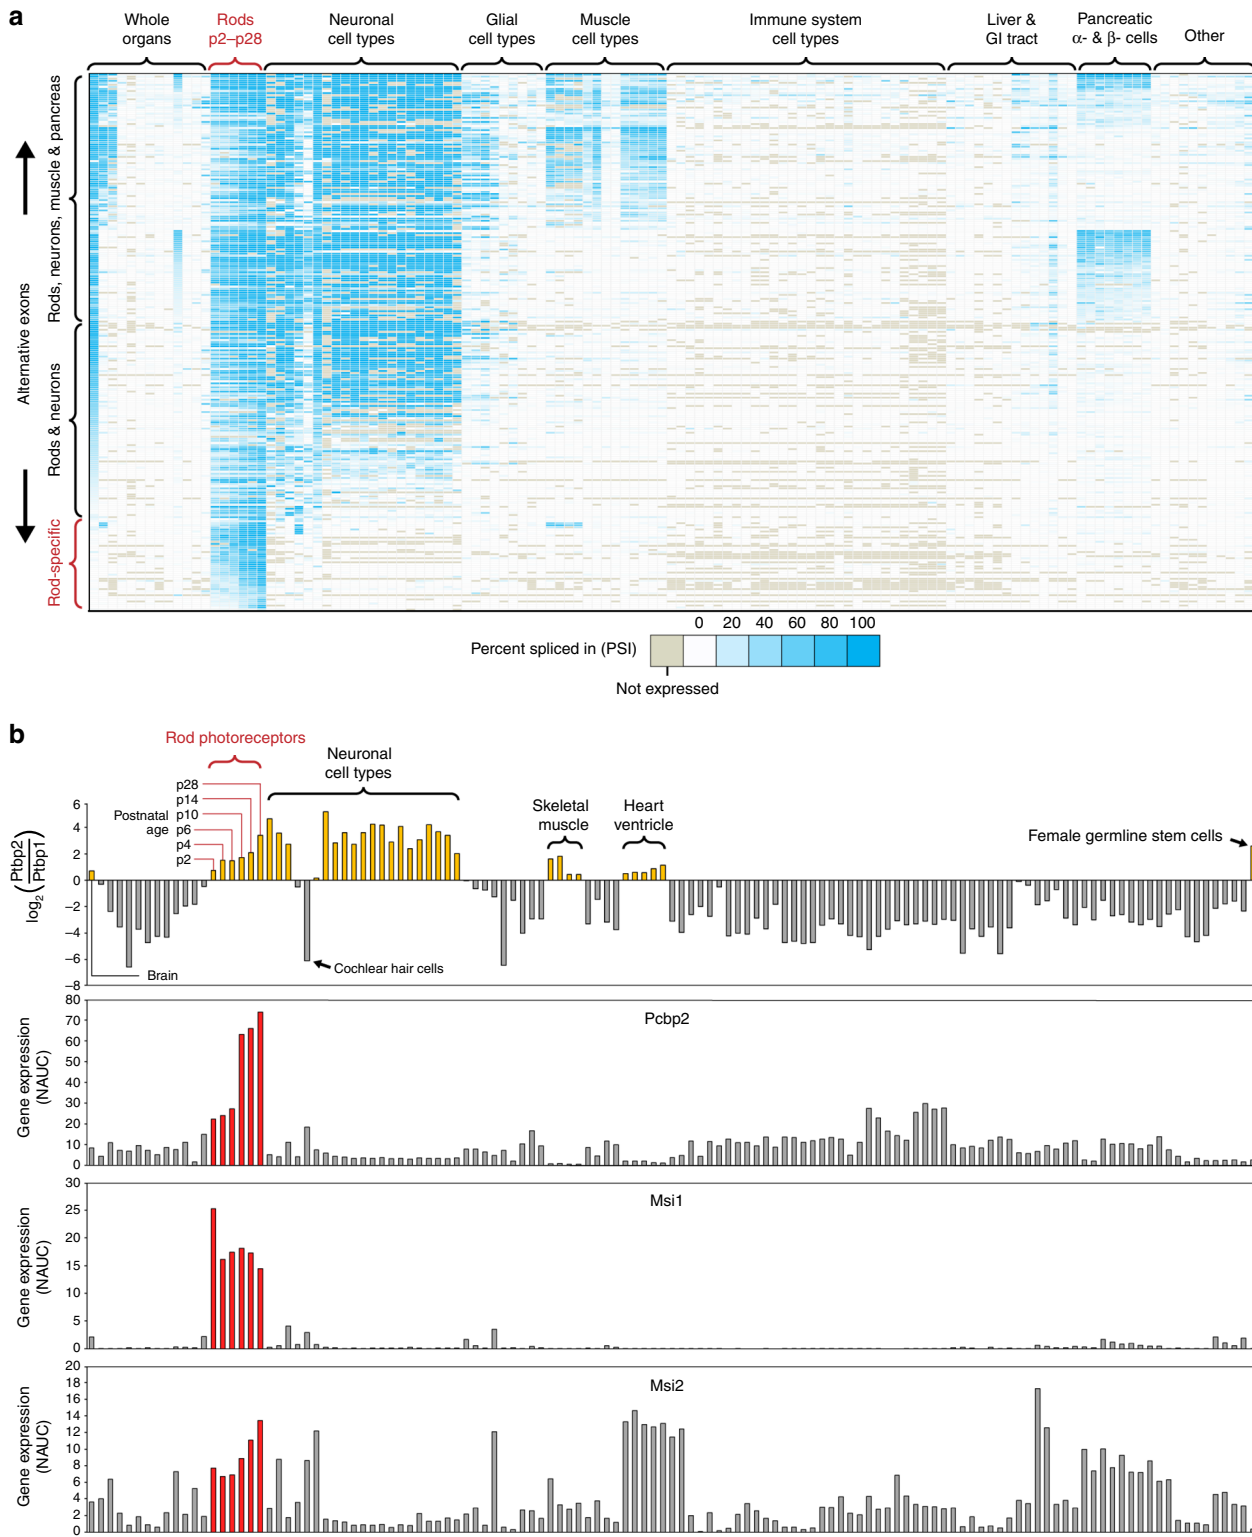 a
Whole
organs
Rods
p2–p28
Neuronal
cell types
Glial
cell types
Muscle
cell types
Immune system
cell types
Liver &
GI tract
Pancreatic
α- & β- cells
Other
Alternative exons
Rods, neurons, muscle & pancreas
Rods & neurons
Rod-specific
0 20 40 60 80 100
Percent spliced in (PSI)
Not expressed
b
Rod photoreceptors
Neuronal
cell types
p28
p14
Postnatal
age
p10
p6
p4
p2
Skeletal
muscle
Heart
ventricle
Female germline stem cells
log2(Ptbp2/Ptbp1)
6
4
2
0
−2
−4
−6
−8
Brain
Cochlear hair cells
Pcbp2
Gene expression
(NAUC)
80
70
60
50
40
30
20
10
0
Msi1
Gene expression
(NAUC)
30
25
20
15
10
5
0
Msi2
Gene expression
(NAUC)
20
18
16
14
12
10
8
6
4
2
0